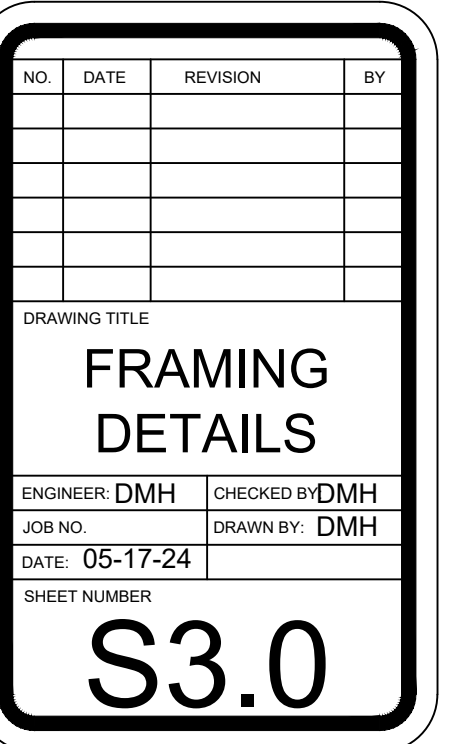 NO. DATE REVISION BY
DRAWING TITLE
FRAMING
DETAILS
ENGINEER: DMH CHECKED BY DMH
JOB NO. DRAWN BY: DMH
DATE: 05-17-24
SHEET NUMBER
S3.0